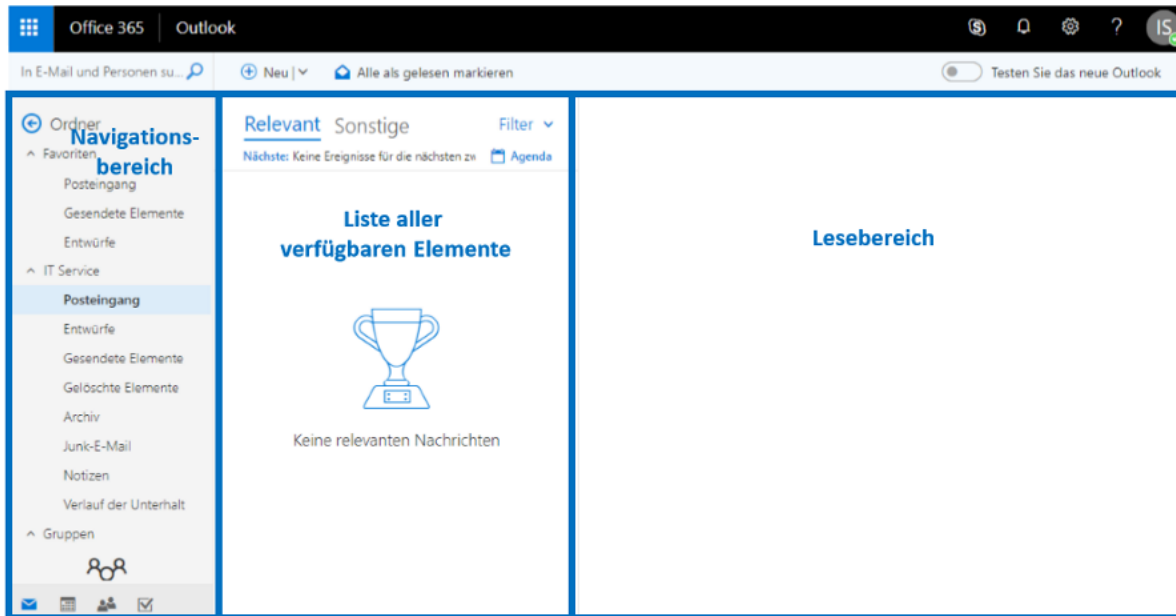 Office 365 Outlook
S ? IS
In E-Mail und Personen su...
Neu
Alle als gelesen markieren
Testen Sie das neue Outlook
Ordner
Navigations-
bereich
Favoriten
Posteingang
Gesendete Elemente
Entwürfe
IT Service
Posteingang
Entwürfe
Gesendete Elemente
Gelöschte Elemente
Archiv
Junk-E-Mail
Notizen
Verlauf der Unterhalt
Gruppen
Relevant Sonstige Filter
Nächste: Keine Ereignisse für die nächsten zw Agenda
Liste aller
verfügbaren Elemente
Keine relevanten Nachrichten
Lesebereich